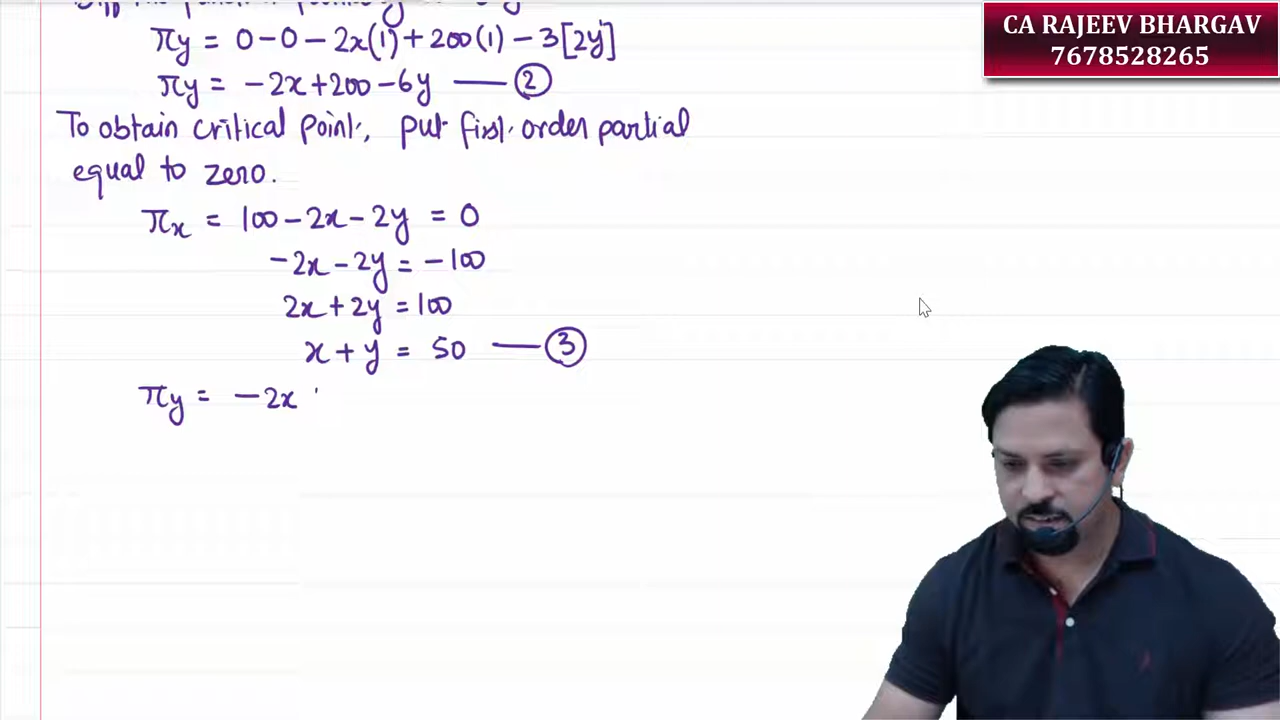 πy = 0-0-2x(1)+200(1)-3[2y]
πy = -2x+200-6y —— ②
To obtain critical point, put first order partial
equal to zero.
πx = 100-2x-2y = 0
-2x-2y = -100
2x+2y = 100
x+y = 50 —— ③
πy = -2x
CA RAJEEV BHARGAV
7678528265